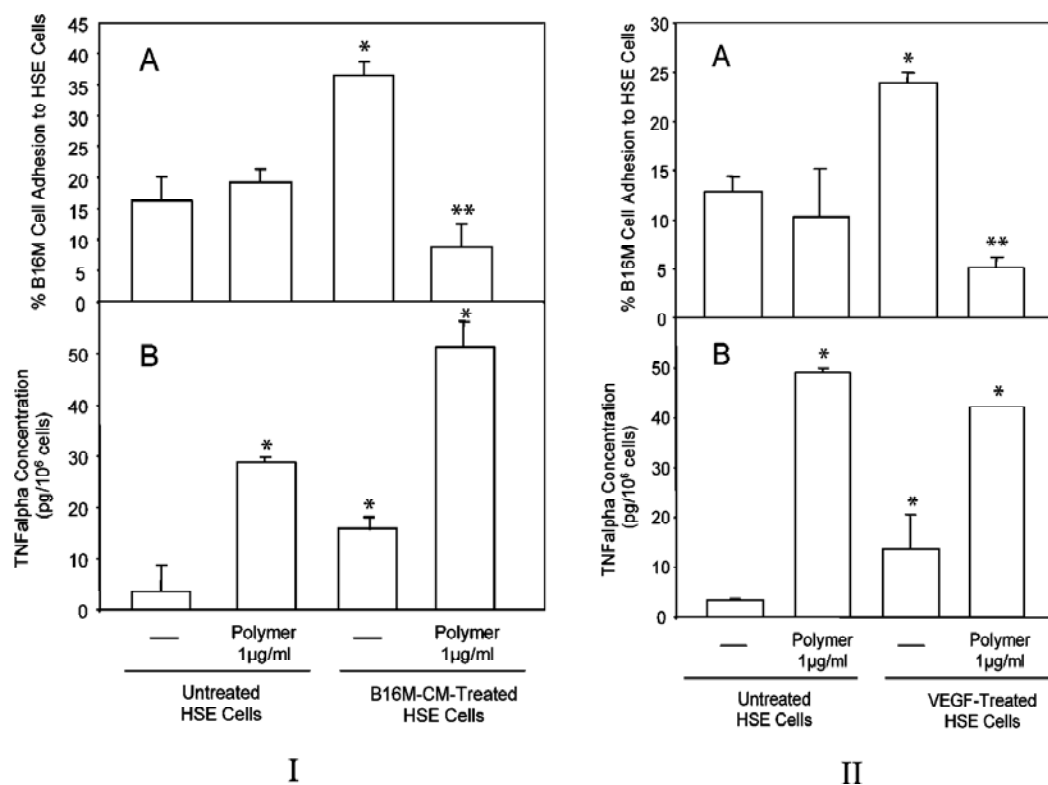 % B16M Cell Adhesion to HSE Cells
45
40
35
30
25
20
15
10
5
0
A
*
**
TNFalpha Concentration
(pg/10⁶ cells)
50
40
30
20
10
0
B
*
*
*
—
Polymer
1µg/ml
—
Polymer
1µg/ml
Untreated
HSE Cells
B16M-CM-Treated
HSE Cells
I
% B16M Cell Adhesion to HSE Cells
30
25
20
15
10
5
0
A
*
**
TNFalpha Concentration
(pg/10⁶ cells)
50
40
30
20
10
0
B
*
*
*
—
Polymer
1µg/ml
—
Polymer
1µg/ml
Untreated
HSE Cells
VEGF-Treated
HSE Cells
II